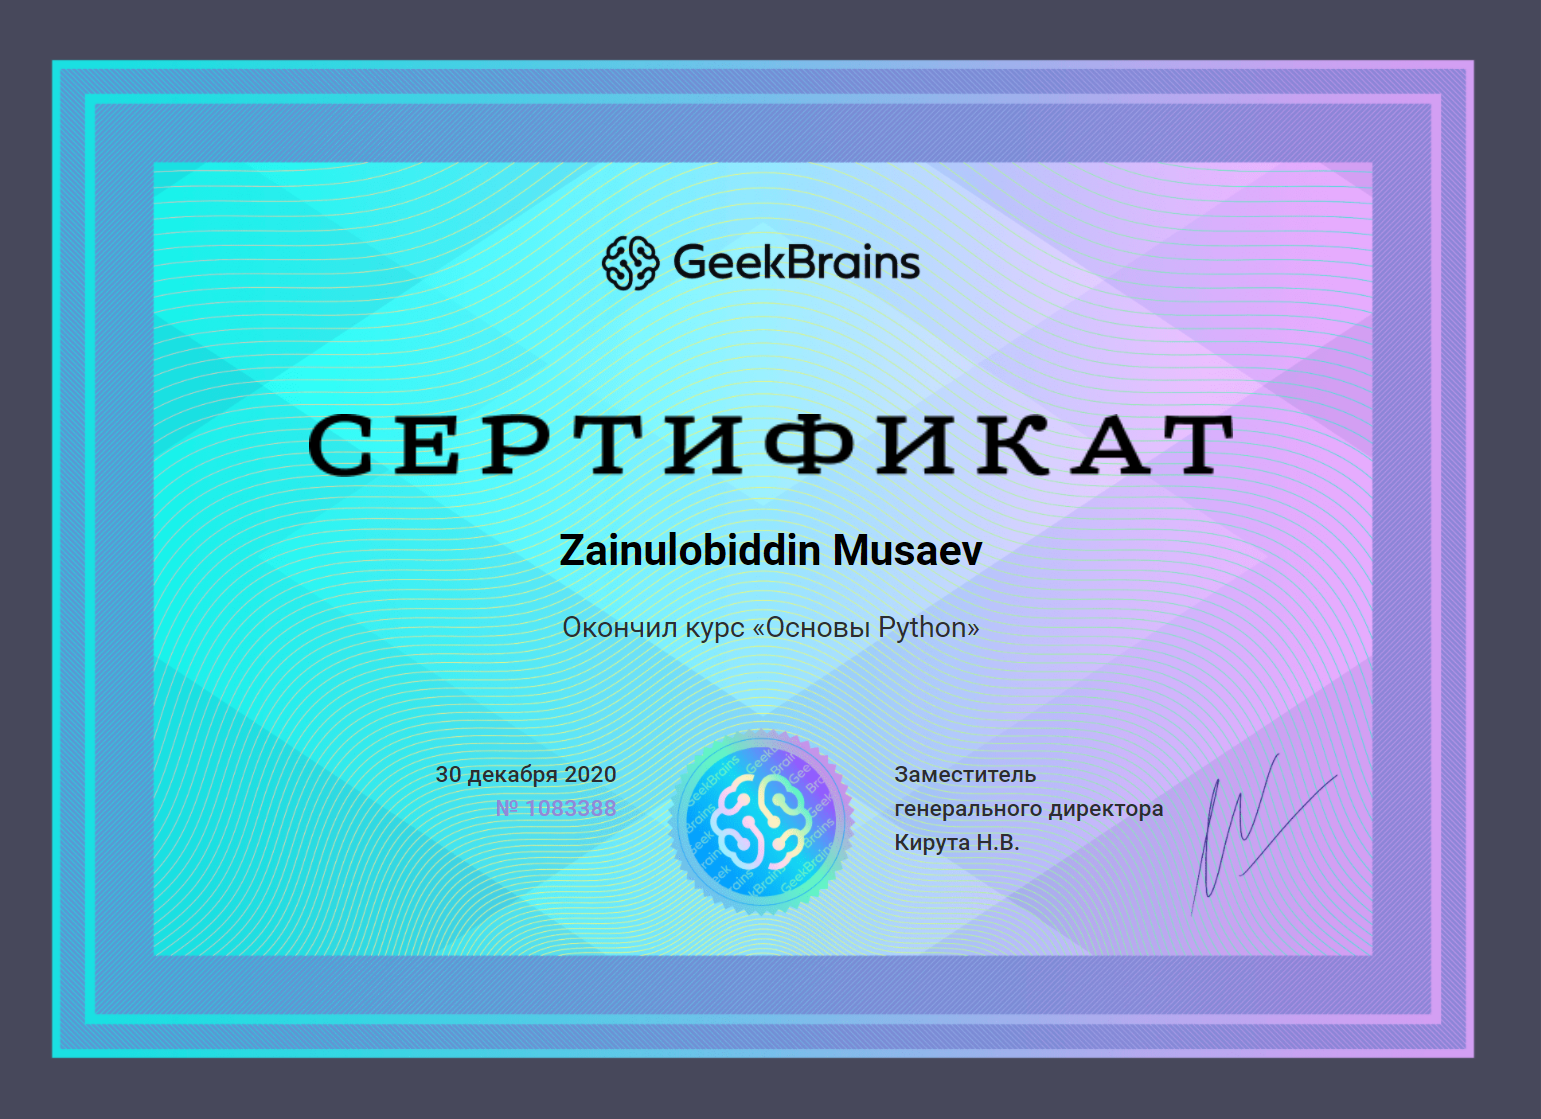 GeekBrains
СЕРТИФИКАТ
Zainulobiddin Musaev
Окончил курс «Основы Python»
30 декабря 2020
№ 1083388
Заместитель
генерального директора
Кирута Н.В.